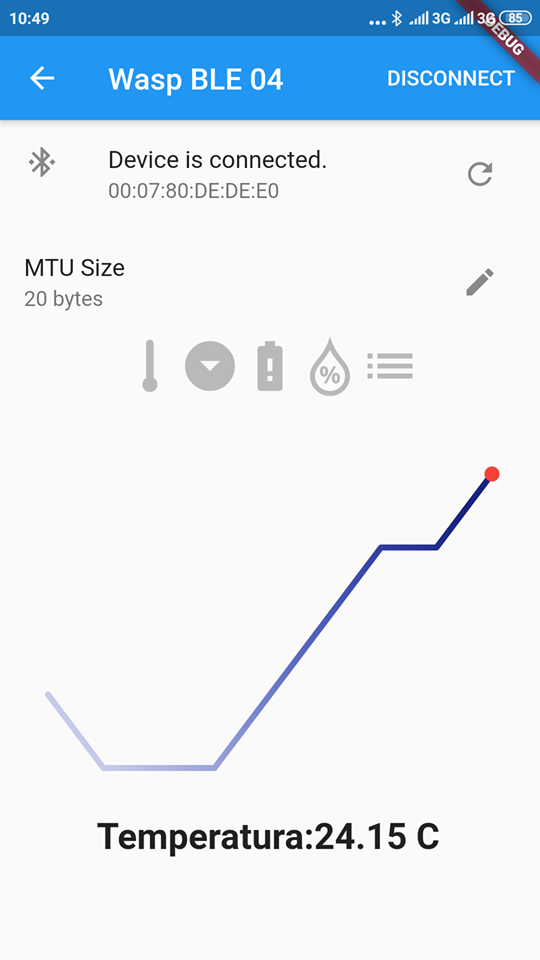 10:49 ... 3G 3G 85
DEBUG
Wasp BLE 04 DISCONNECT
Device is connected.
00:07:80:DE:DE:E0
MTU Size
20 bytes
%
Temperatura:24.15 C